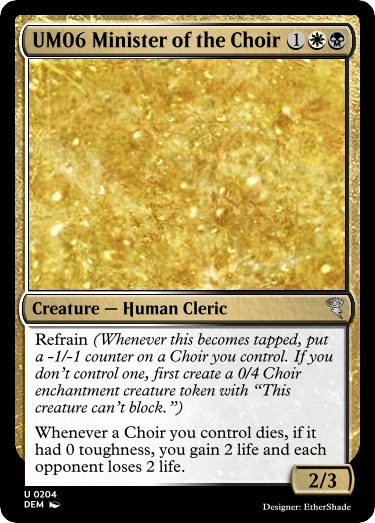 UM06 Minister of the Choir 1
Creature — Human Cleric
Refrain (Whenever this becomes tapped, put
a -1/-1 counter on a Choir you control. If you
don't control one, first create a 0/4 Choir
enchantment creature token with “This
creature can't block.”)
Whenever a Choir you control dies, if it
had 0 toughness, you gain 2 life and each
opponent loses 2 life.
2/3
U 0204
DEM
Designer: EtherShade